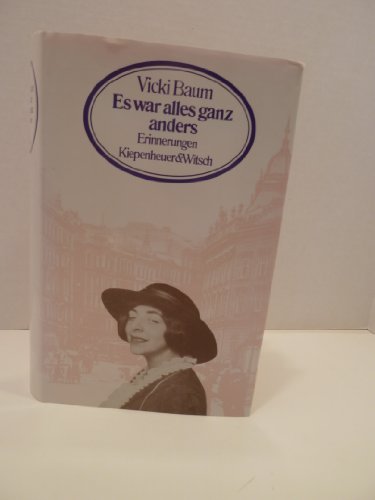 Vicki Baum
Es war alles ganz
anders
Erinnerungen
Kiepenheuer&Witsch